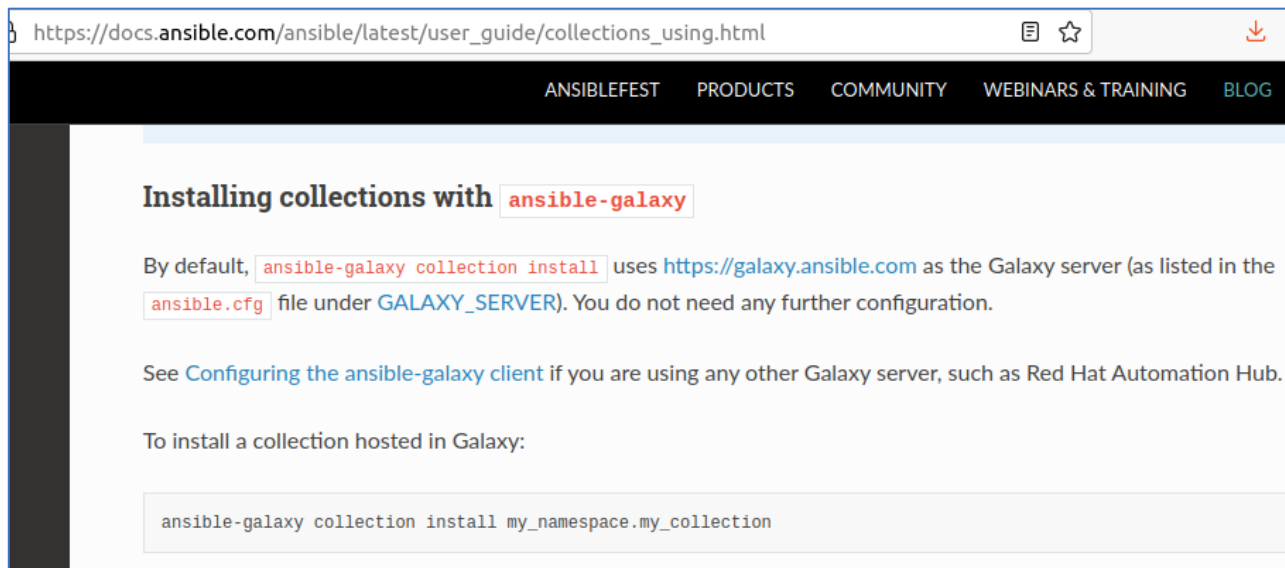 https://docs.ansible.com/ansible/latest/user_guide/collections_using.html
ANSIBLEFEST PRODUCTS COMMUNITY WEBINARS & TRAINING BLOG
Installing collections with ansible-galaxy
By default, ansible-galaxy collection install uses https://galaxy.ansible.com as the Galaxy server (as listed in the
ansible.cfg file under GALAXY_SERVER). You do not need any further configuration.
See Configuring the ansible-galaxy client if you are using any other Galaxy server, such as Red Hat Automation Hub.
To install a collection hosted in Galaxy:
ansible-galaxy collection install my_namespace.my_collection